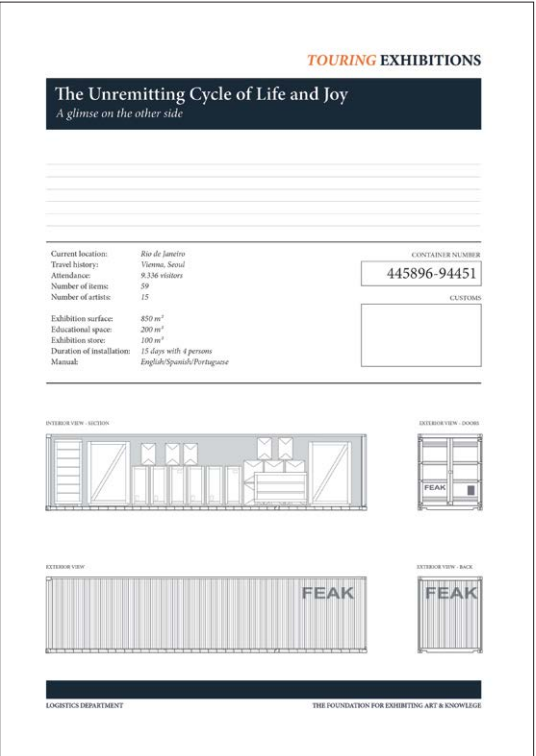 TOURING EXHIBITIONS
The Unremitting Cycle of Life and Joy
A glimse on the other side
Current location: Rio de Janeiro
Travel history: Vienna, Seoul
Attendance: 9.336 visitors
Number of items: 59
Number of artists: 15
Exhibition surface: 850 m²
Educational space: 200 m²
Exhibition store: 100 m²
Duration of installation: 15 days with 4 persons
Manual: English/Spanish/Portuguese
CONTAINER NUMBER
445896-94451
CUSTOMS
INTERIOR VIEW - SECTION
EXTERIOR VIEW - DOORS
FEAK
EXTERIOR VIEW
EXTERIOR VIEW - BACK
FEAK
FEAK
LOGISTICS DEPARTMENT
THE FOUNDATION FOR EXHIBITING ART & KNOWLEGE